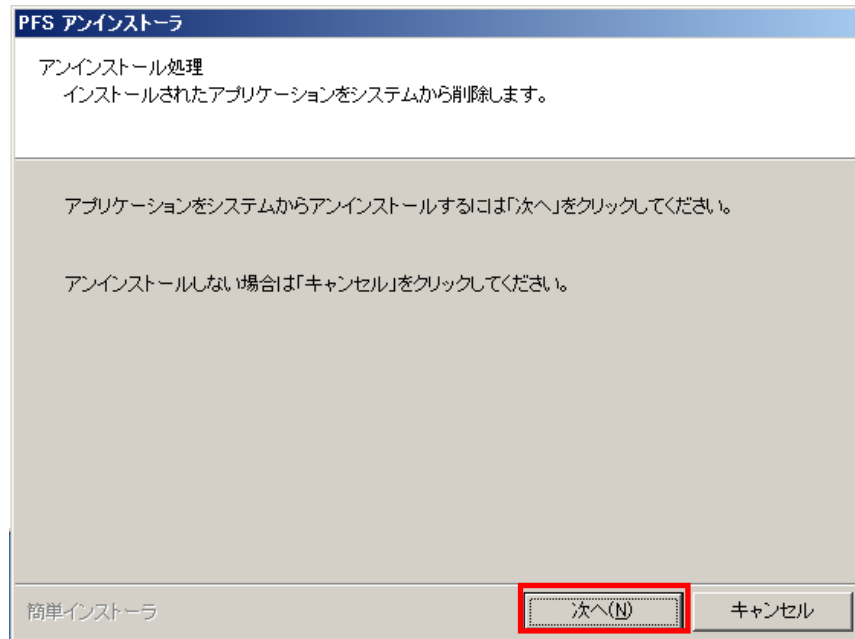 PFS アンインストーラ
アンインストール処理
インストールされたアプリケーションをシステムから削除します。
アプリケーションをシステムからアンインストールするには「次へ」をクリックしてください。
アンインストールしない場合は「キャンセル」をクリックしてください。
簡単インストーラ
次へ(N)
キャンセル